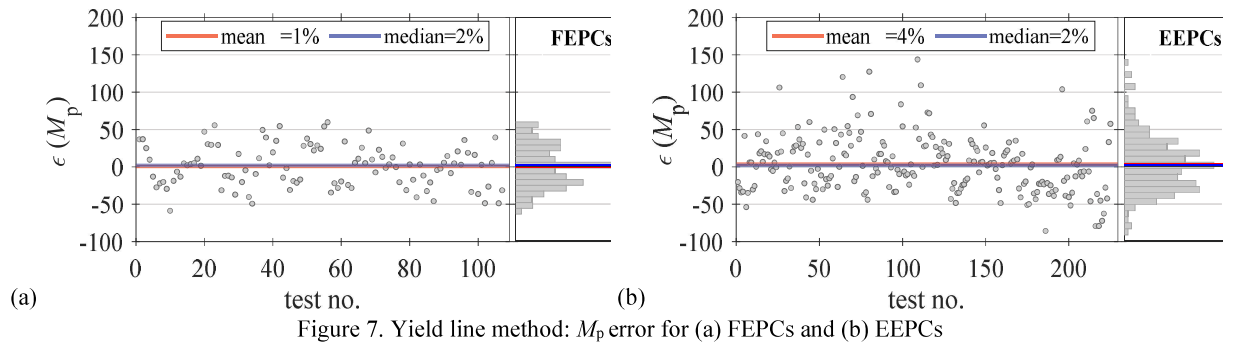 200
150
100
50
0
-50
-100
ϵ (Mp)
mean =1% median=2%
FEPCs
0 20 40 60 80 100
test no.
(a)
200
150
100
50
0
-50
-100
ϵ (Mp)
mean =4% median=2%
EEPCs
0 50 100 150 200
test no.
(b)
Figure 7. Yield line method: Mp error for (a) FEPCs and (b) EEPCs